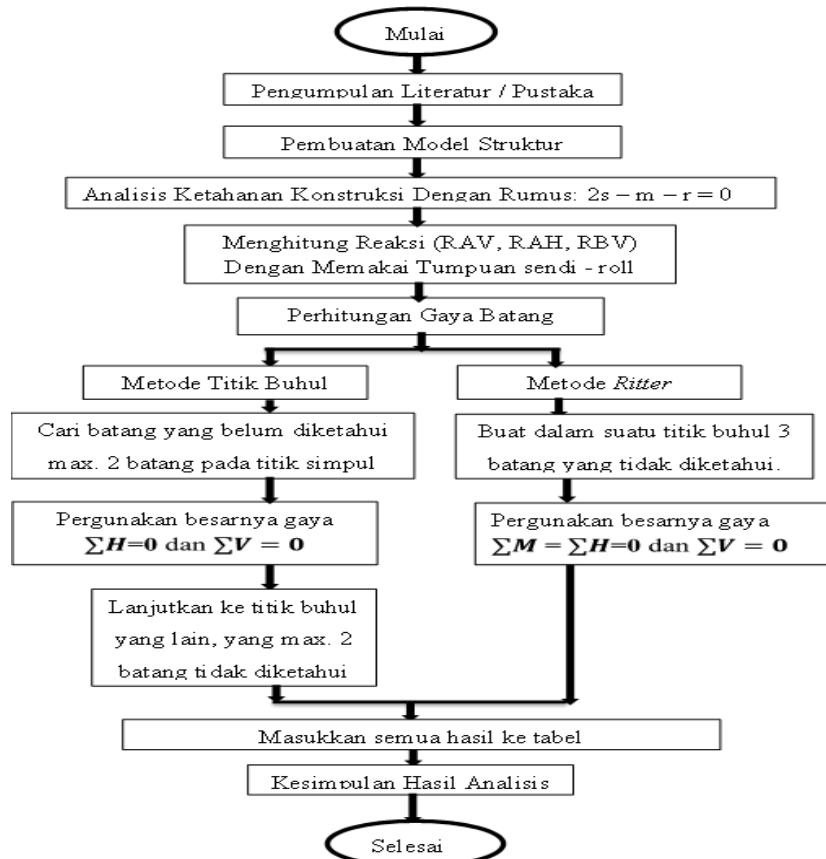 Mulai
Pengumpulan Literatur / Pustaka
Pembuatan Model Struktur
Analisis Ketahanan Konstruksi Dengan Rumus: 2s – m – r = 0
Menghitung Reaksi (RAV, RAH, RBV)
Dengan Memakai Tumpuan sendi - roll
Perhitungan Gaya Batang
Metode Titik Buhul
Cari batang yang belum diketahui
max. 2 batang pada titik simpul
Pergunakan besarnya gaya
∑H=0 dan ∑V = 0
Lanjutkan ke titik buhul
yang lain, yang max. 2
batang tidak diketahui
Metode Ritter
Buat dalam suatu titik buhul 3
batang yang tidak diketahui.
Pergunakan besarnya gaya
∑M = ∑H=0 dan ∑V = 0
Masukkan semua hasil ke tabel
Kesimpulan Hasil Analisis
Selesai